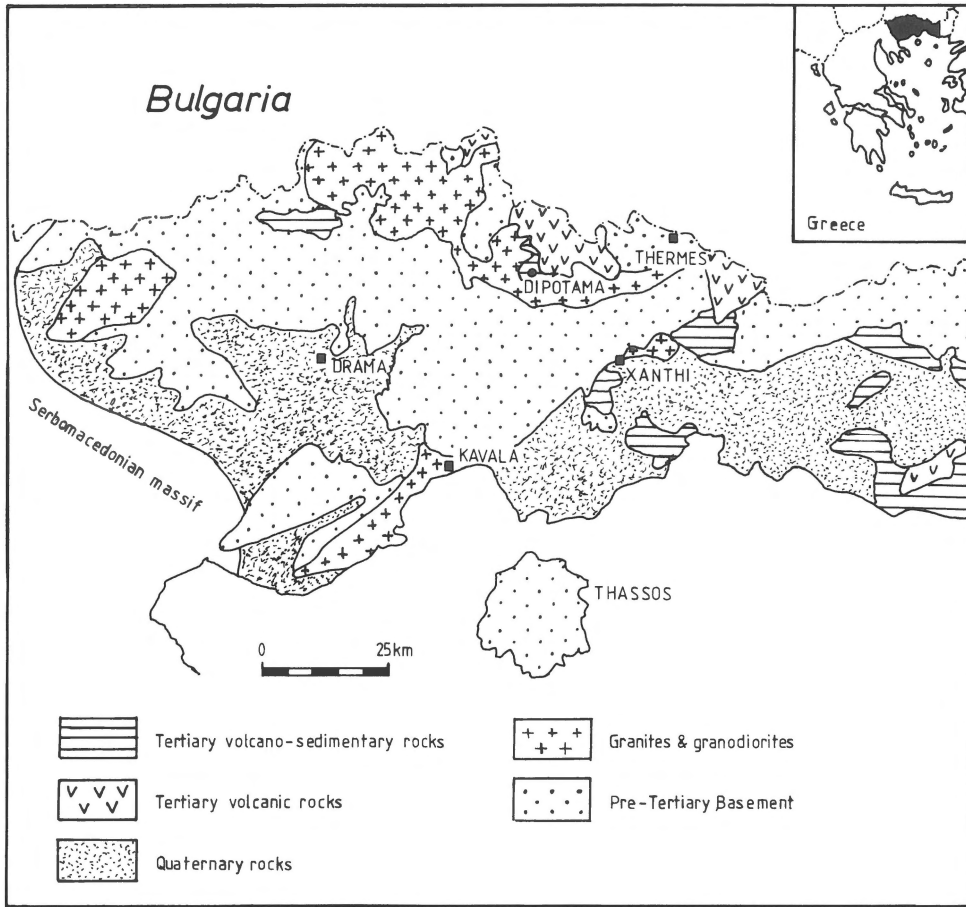 Bulgaria
Greece
THERMES
DIPOTAMA
DRAMA
XANTHI
Serbomacedonian massif
KAVALA
THASSOS
0 25km
Tertiary volcano-sedimentary rocks
Granites & granodiorites
Tertiary volcanic rocks
Pre-Tertiary Basement
Quaternary rocks